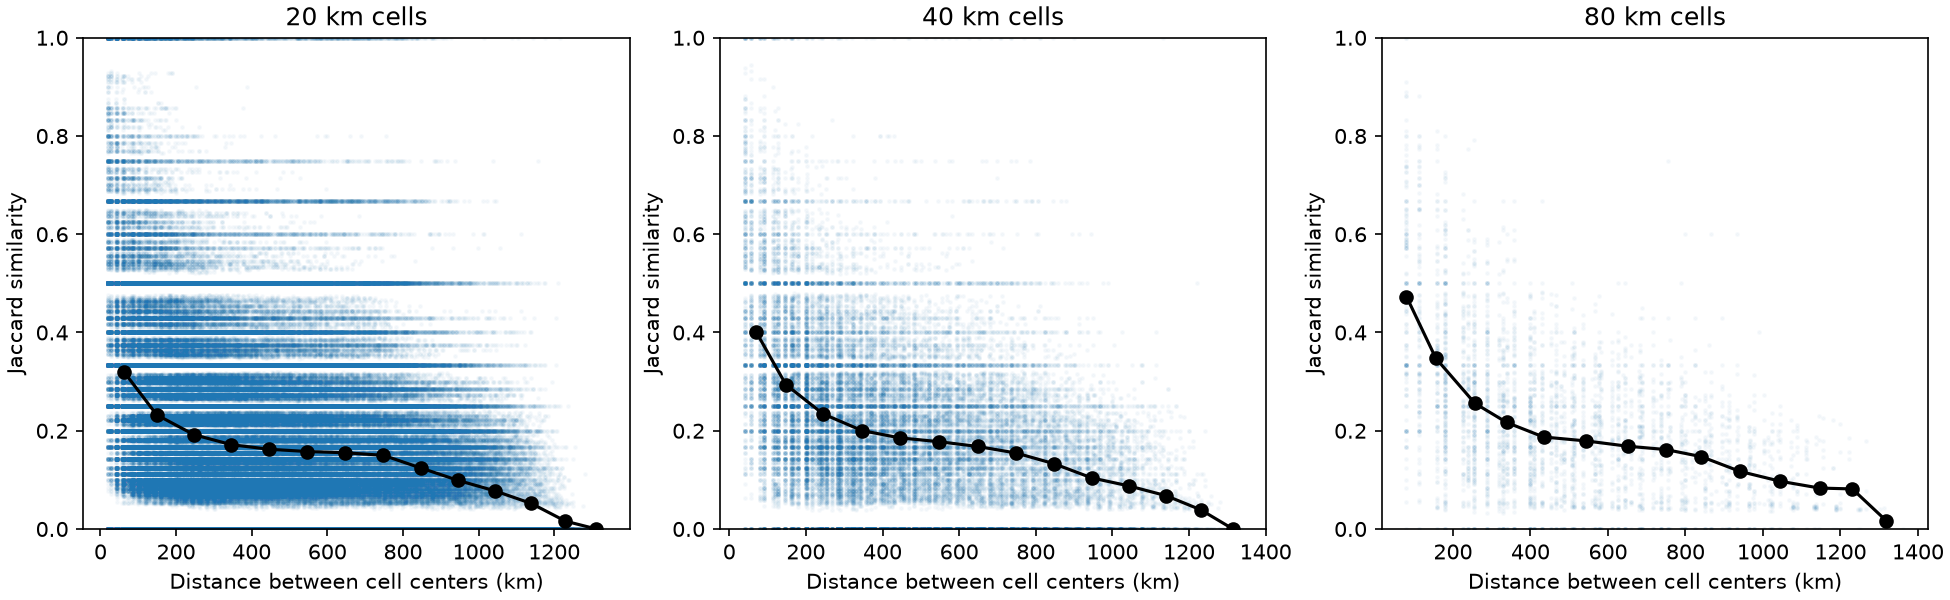 20 km cells
1.0
0.8
0.6
0.4
0.2
0.0
Jaccard similarity
0 200 400 600 800 1000 1200
Distance between cell centers (km)
40 km cells
1.0
0.8
0.6
0.4
0.2
0.0
Jaccard similarity
0 200 400 600 800 1000 1200 1400
Distance between cell centers (km)
80 km cells
1.0
0.8
0.6
0.4
0.2
0.0
Jaccard similarity
200 400 600 800 1000 1200 1400
Distance between cell centers (km)